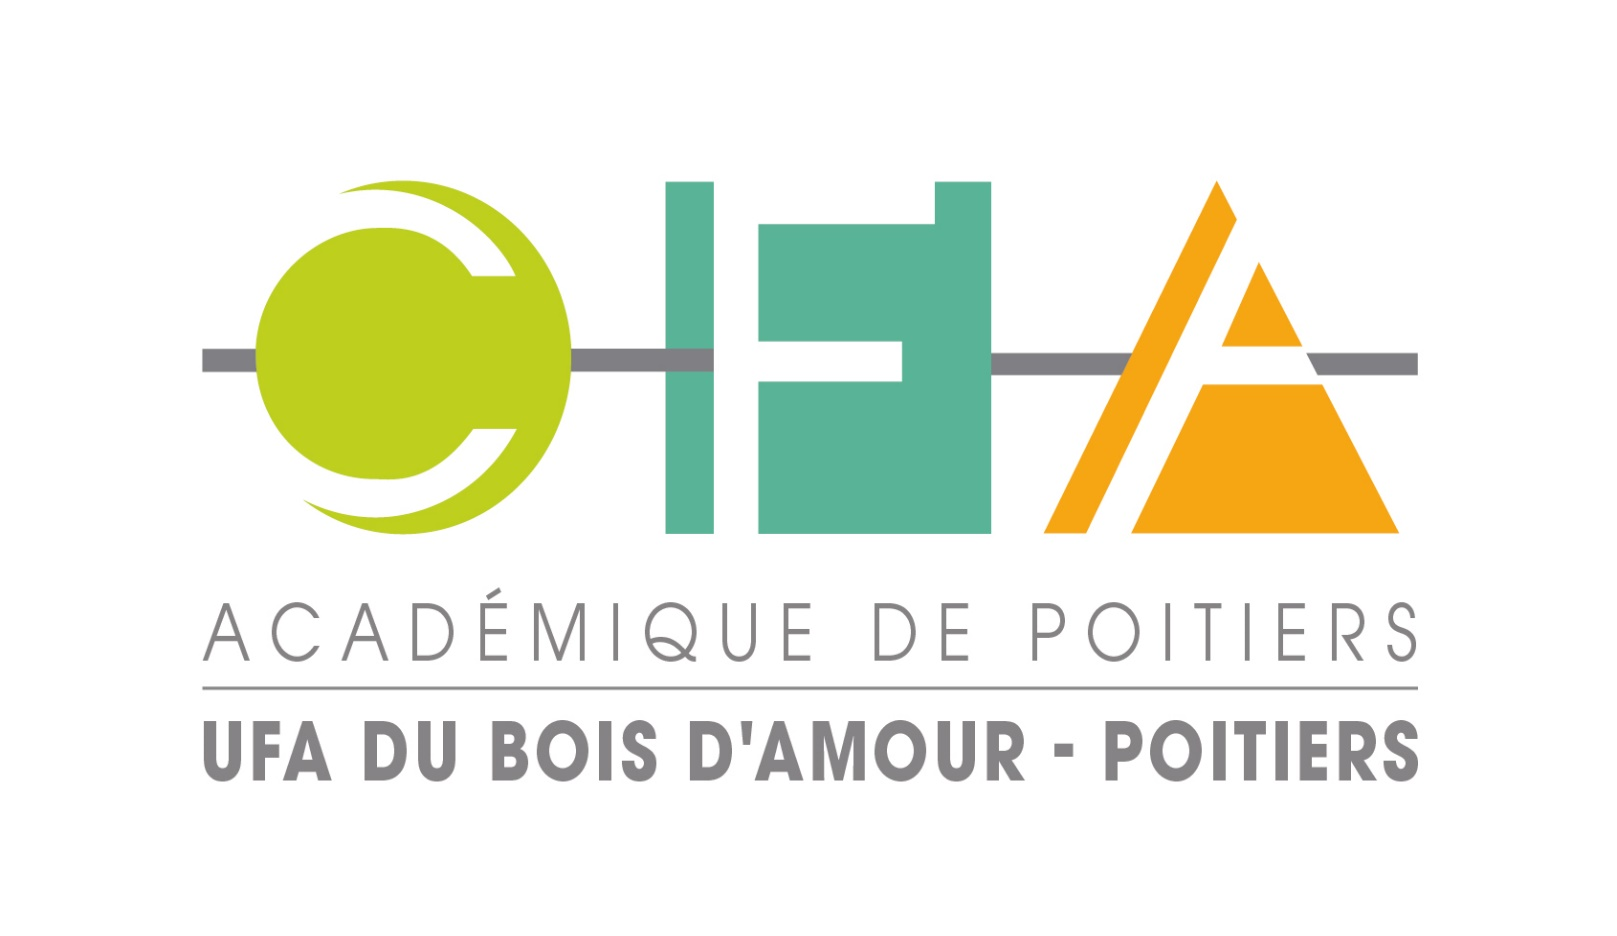 CFA
ACADÉMIQUE DE POITIERS
UFA DU BOIS D'AMOUR - POITIERS